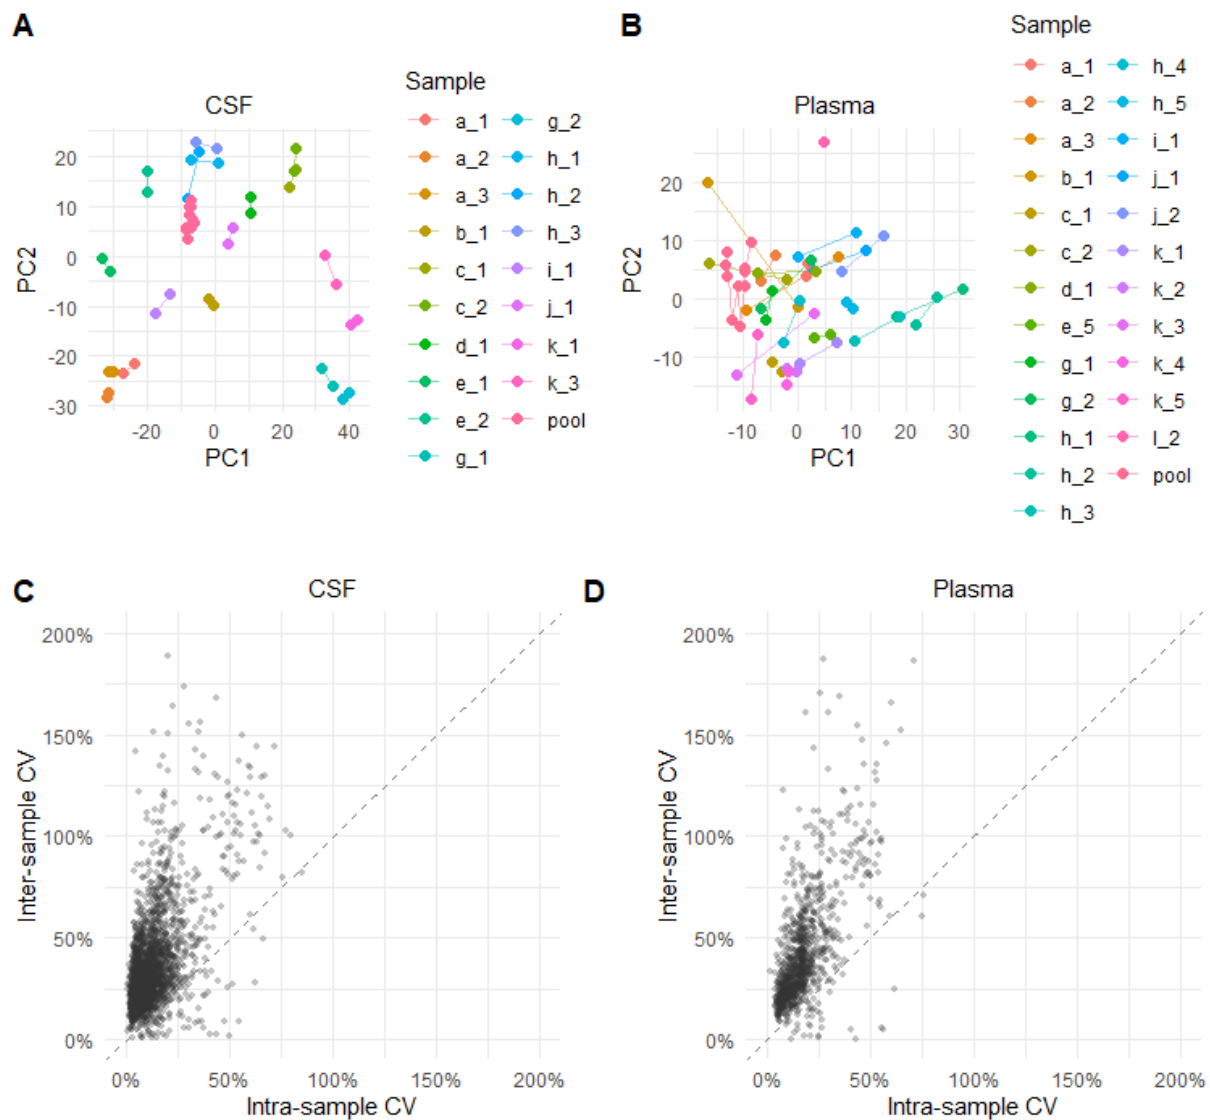 A
CSF
PC2
20
10
0
-10
-20
-30
-20
0
20
40
PC1
Sample
a_1
a_2
a_3
b_1
c_1
c_2
d_1
e_1
e_2
g_1
g_2
h_1
h_2
h_3
i_1
j_1
k_1
k_3
pool
B
Plasma
PC2
20
10
0
-10
-10
0
10
20
30
PC1
Sample
a_1
a_2
a_3
b_1
c_1
c_2
d_1
e_5
g_1
g_2
h_1
h_2
h_3
h_4
h_5
i_1
j_1
j_2
k_1
k_2
k_3
k_4
k_5
l_2
pool
C
CSF
Inter-sample CV
200%
150%
100%
50%
0%
0%
50%
100%
150%
200%
Intra-sample CV
D
Plasma
Inter-sample CV
200%
150%
100%
50%
0%
0%
50%
100%
150%
200%
Intra-sample CV